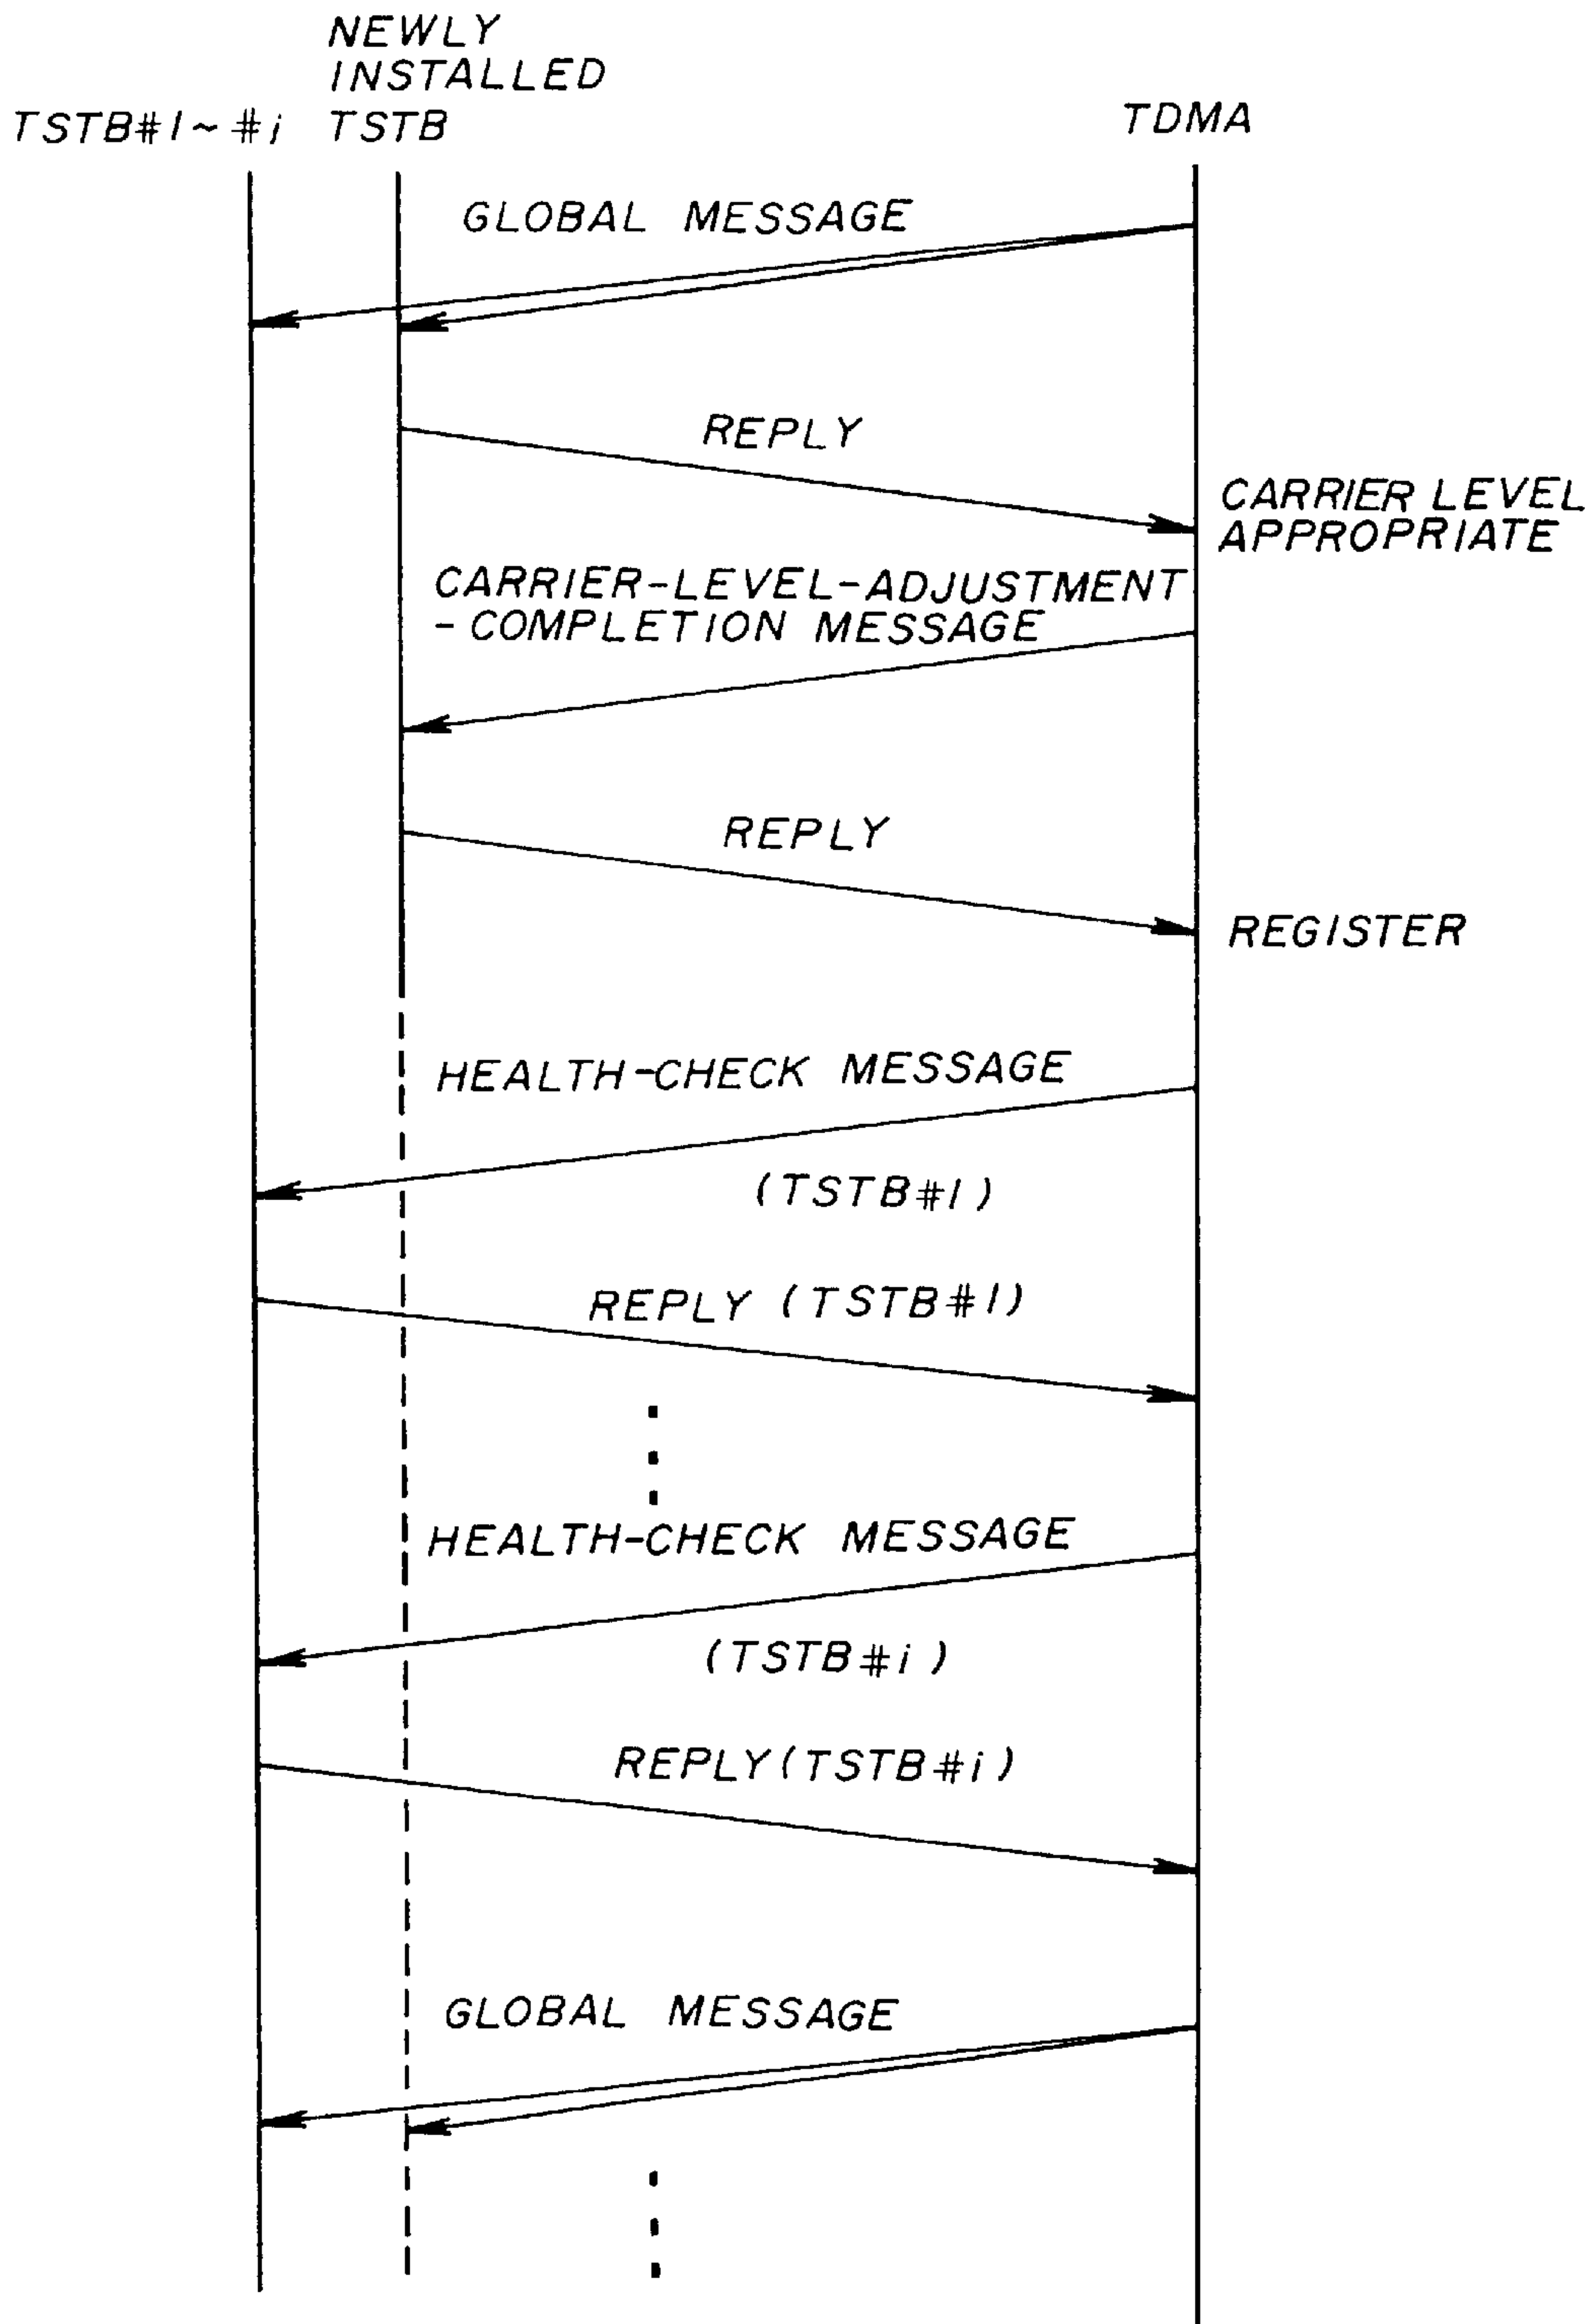 NEWLY
INSTALLED
TSTB#1~#i TSTB
TDMA
GLOBAL MESSAGE
REPLY
CARRIER LEVEL
APPROPRIATE
CARRIER-LEVEL-ADJUSTMENT
-COMPLETION MESSAGE
REPLY
REGISTER
HEALTH-CHECK MESSAGE
(TSTB#1)
REPLY (TSTB#1)
HEALTH-CHECK MESSAGE
(TSTB#i)
REPLY(TSTB#i)
GLOBAL MESSAGE